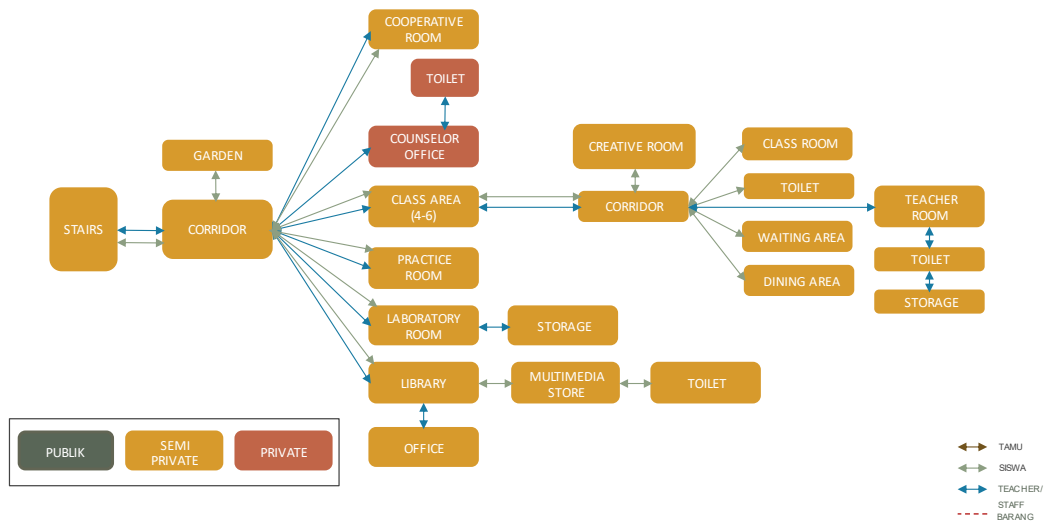 COOPERATIVE
ROOM
TOILET
COUNSELOR
OFFICE
GARDEN
STAIRS
CORRIDOR
CLASS AREA
(4-6)
PRACTICE
ROOM
LABORATORY
ROOM
STORAGE
LIBRARY
MULTIMEDIA
STORE
TOILET
OFFICE
CREATIVE ROOM
CORRIDOR
CLASS ROOM
TOILET
WAITING AREA
DINING AREA
TEACHER
ROOM
TOILET
STORAGE
PUBLIK
SEMI
PRIVATE
PRIVATE
TAMU
SISWA
TEACHER/
STAFF
BARANG